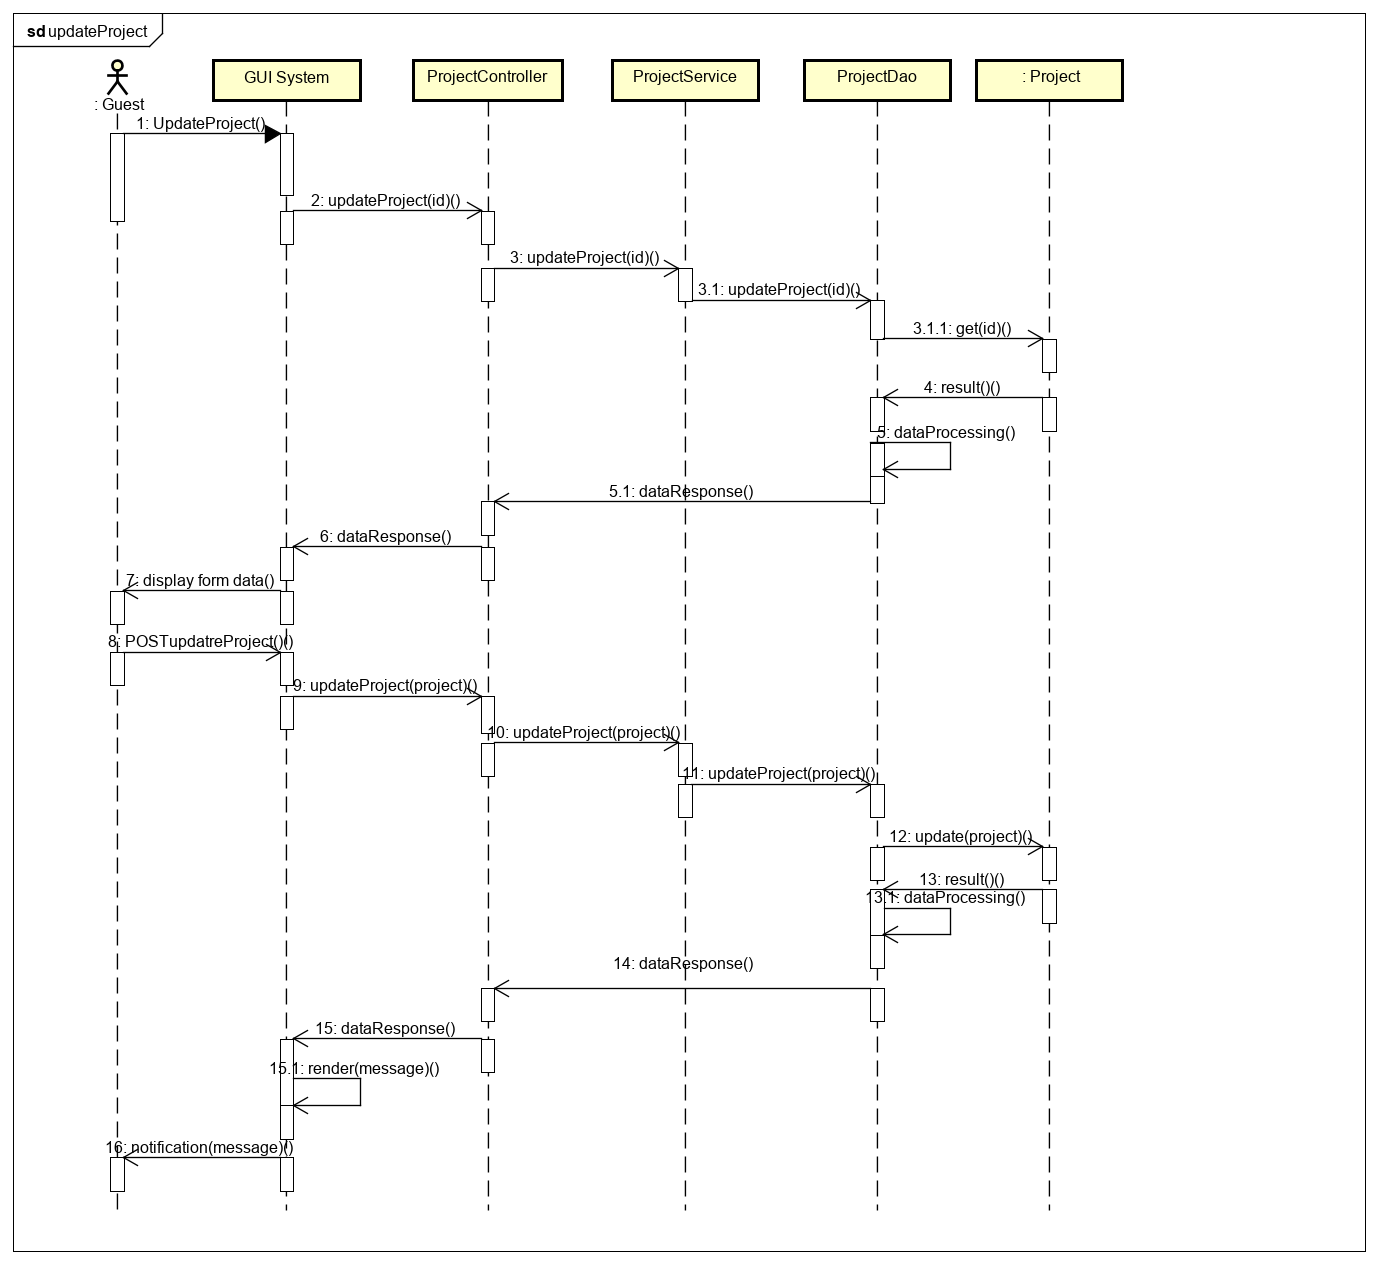 sd updateProject
: Guest
GUI System
ProjectController
ProjectService
ProjectDao
: Project
1: UpdateProject()
2: updateProject(id)()
3: updateProject(id)()
3.1: updateProject(id)()
3.1.1: get(id)()
4: result()()
5: dataProcessing()
5.1: dataResponse()
6: dataResponse()
7: display form data()
8: POSTupdatreProject()()
9: updateProject(project)()
10: updateProject(project)()
11: updateProject(project)()
12: update(project)()
13: result()()
13.1: dataProcessing()
14: dataResponse()
15: dataResponse()
15.1: render(message)()
16: notification(message)()